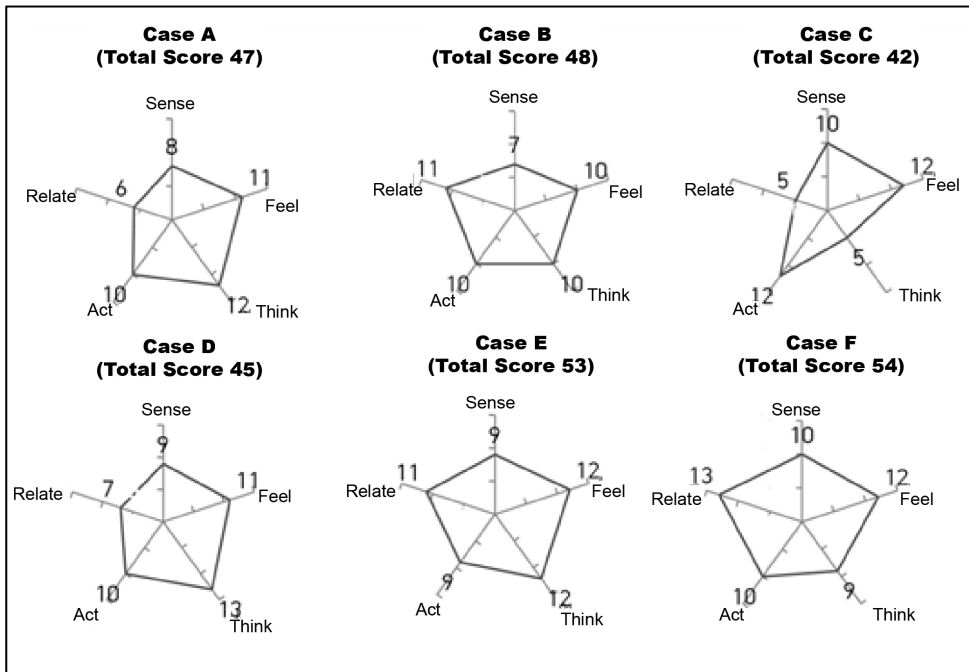 Case A
(Total Score 47)
Sense
8
11
Feel
Relate
6
10
Act
12
Think
Case B
(Total Score 48)
Sense
7
10
Feel
11
Relate
10
Act
10
Think
Case C
(Total Score 42)
Sense
10
12
Feel
Relate
5
5
12
Act
Think
Case D
(Total Score 45)
Sense
9
11
Feel
Relate
7
10
Act
13
Think
Case E
(Total Score 53)
Sense
9
12
Feel
11
Relate
9
Act
12
Think
Case F
(Total Score 54)
Sense
10
12
Feel
13
Relate
10
Act
9
Think